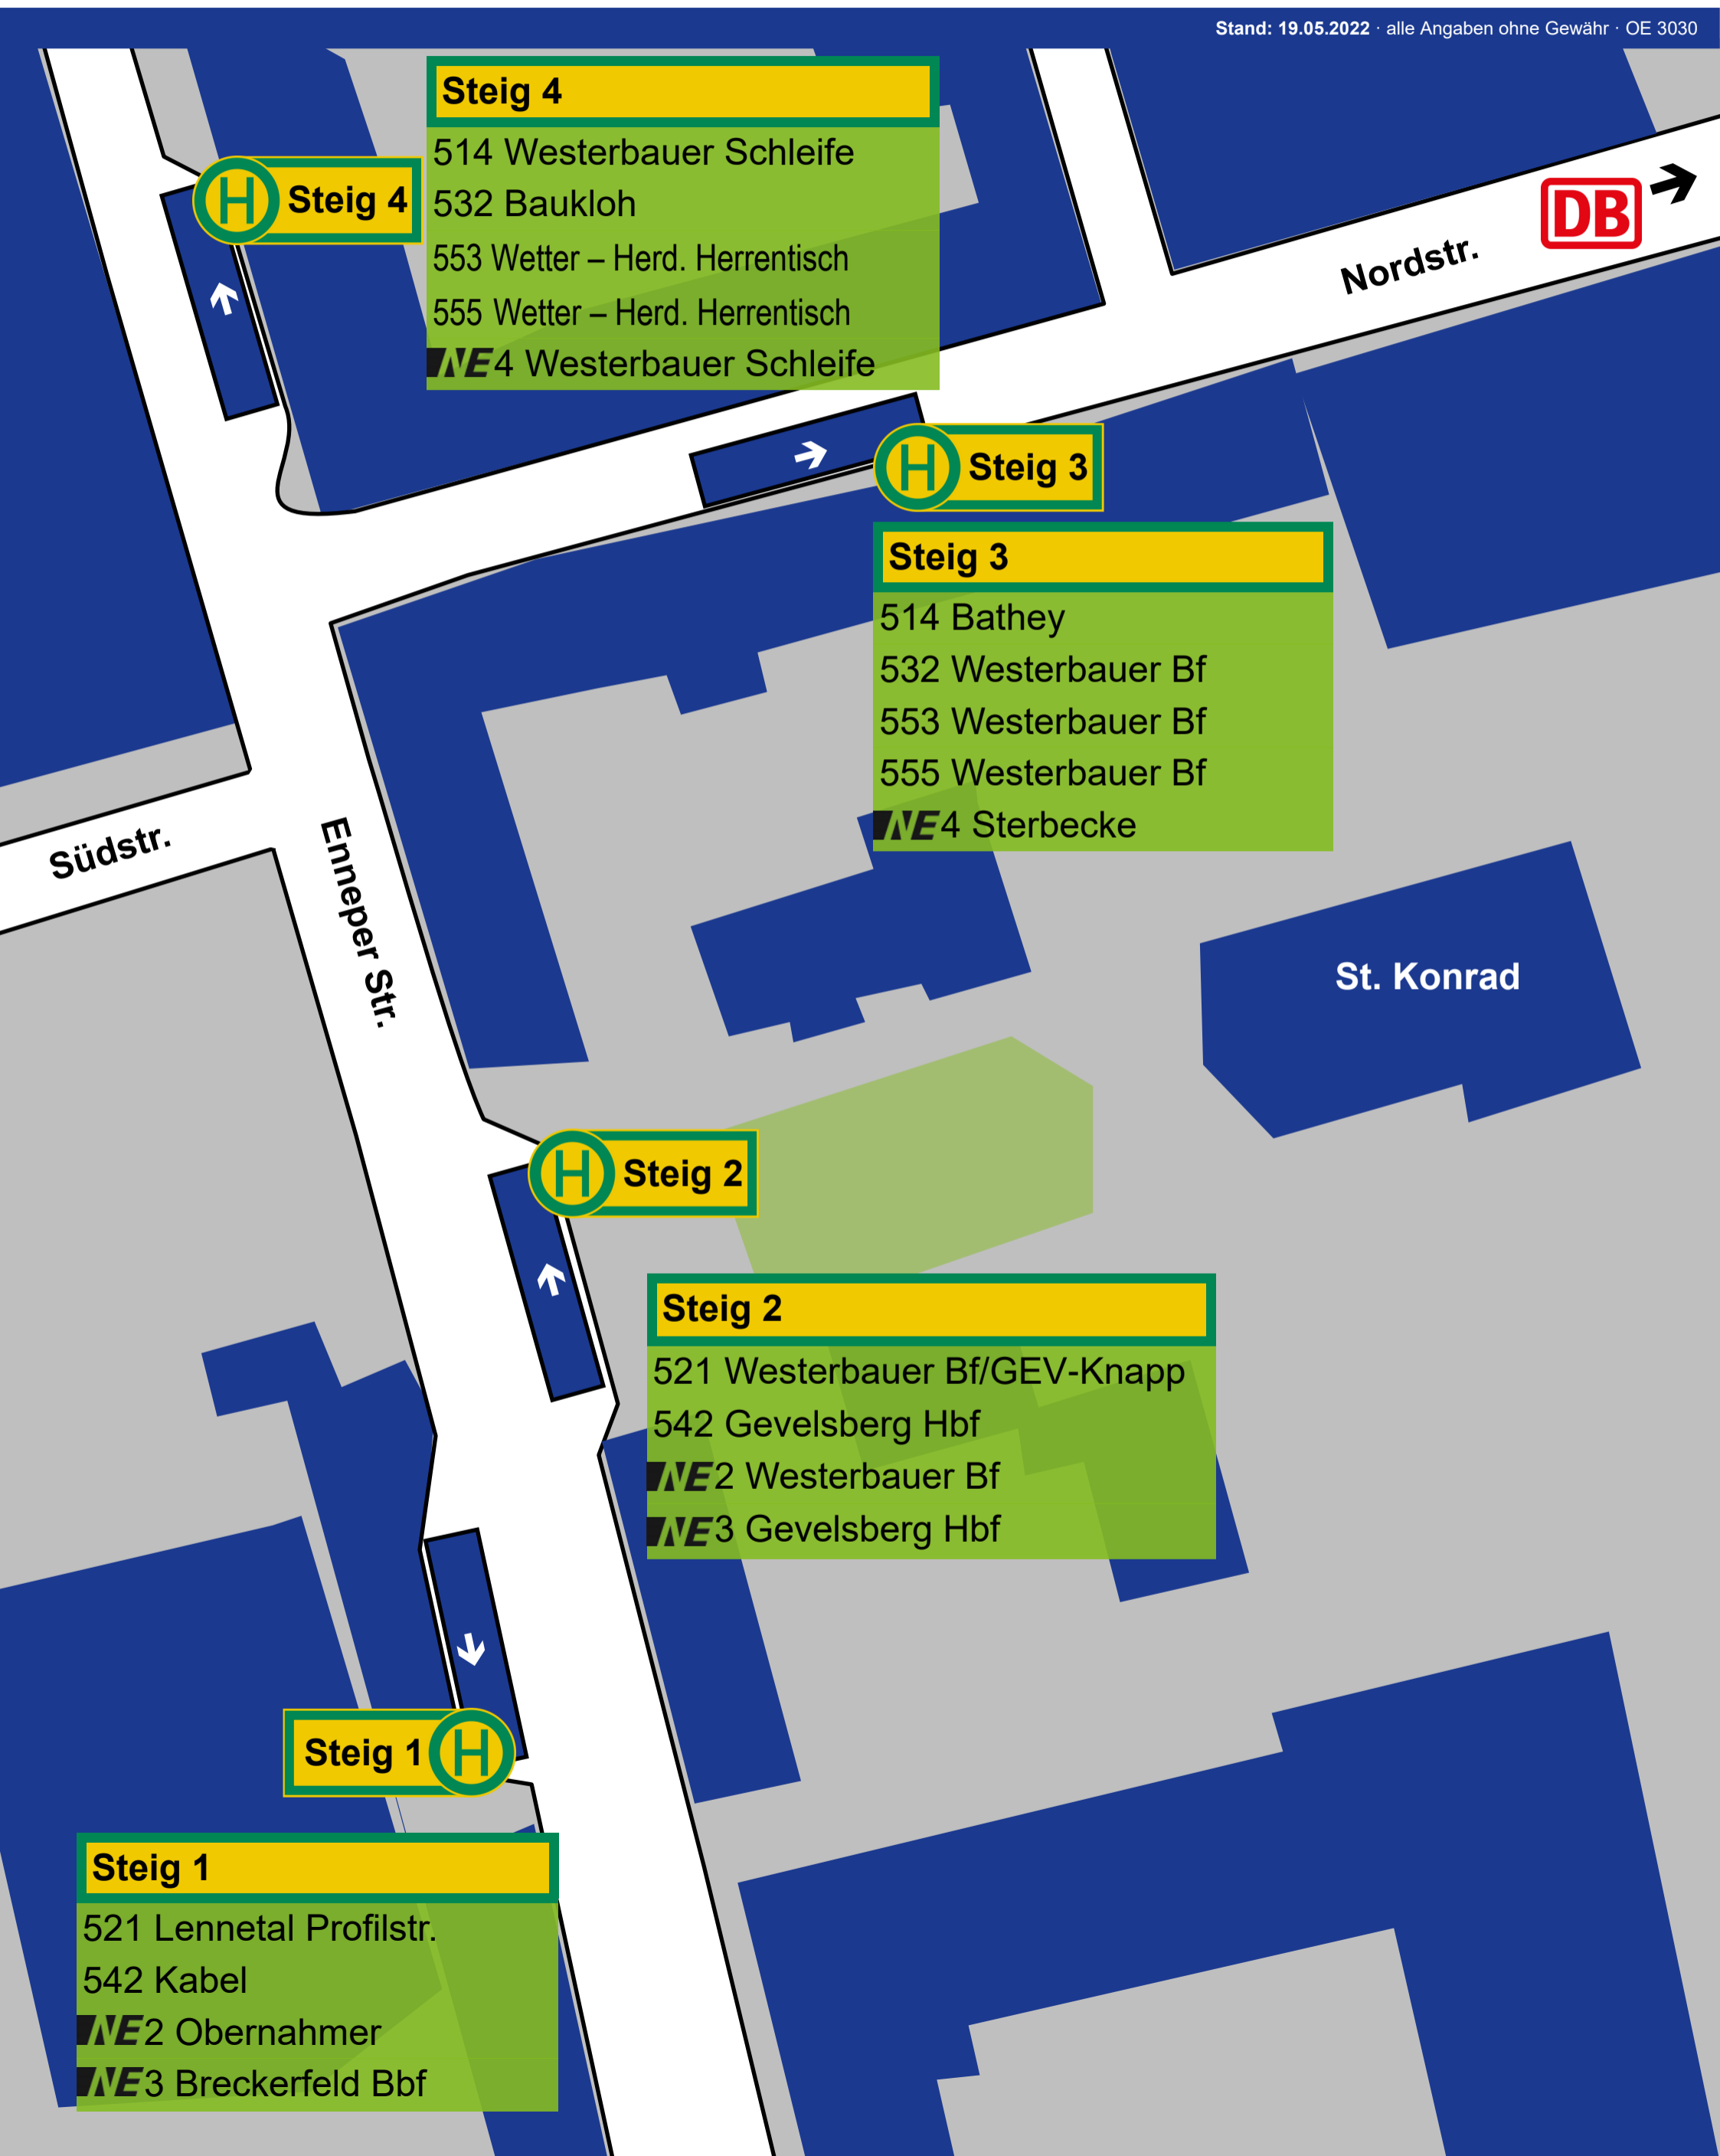 Stand: 19.05.2022 · alle Angaben ohne Gewähr · OE 3030
Steig 4
514 Westerbauer Schleife
532 Baukloh
553 Wetter – Herd. Herrentisch
555 Wetter – Herd. Herrentisch
NE4 Westerbauer Schleife
H Steig 4
DB
Nordstr.
H Steig 3
Steig 3
514 Bathey
532 Westerbauer Bf
553 Westerbauer Bf
555 Westerbauer Bf
NE4 Sterbecke
Südstr.
Enneper Str.
St. Konrad
H Steig 2
Steig 2
521 Westerbauer Bf/GEV-Knapp
542 Gevelsberg Hbf
NE2 Westerbauer Bf
NE3 Gevelsberg Hbf
Steig 1 H
Steig 1
521 Lennetal Profilstr.
542 Kabel
NE2 Obernahmer
NE3 Breckerfeld Bbf